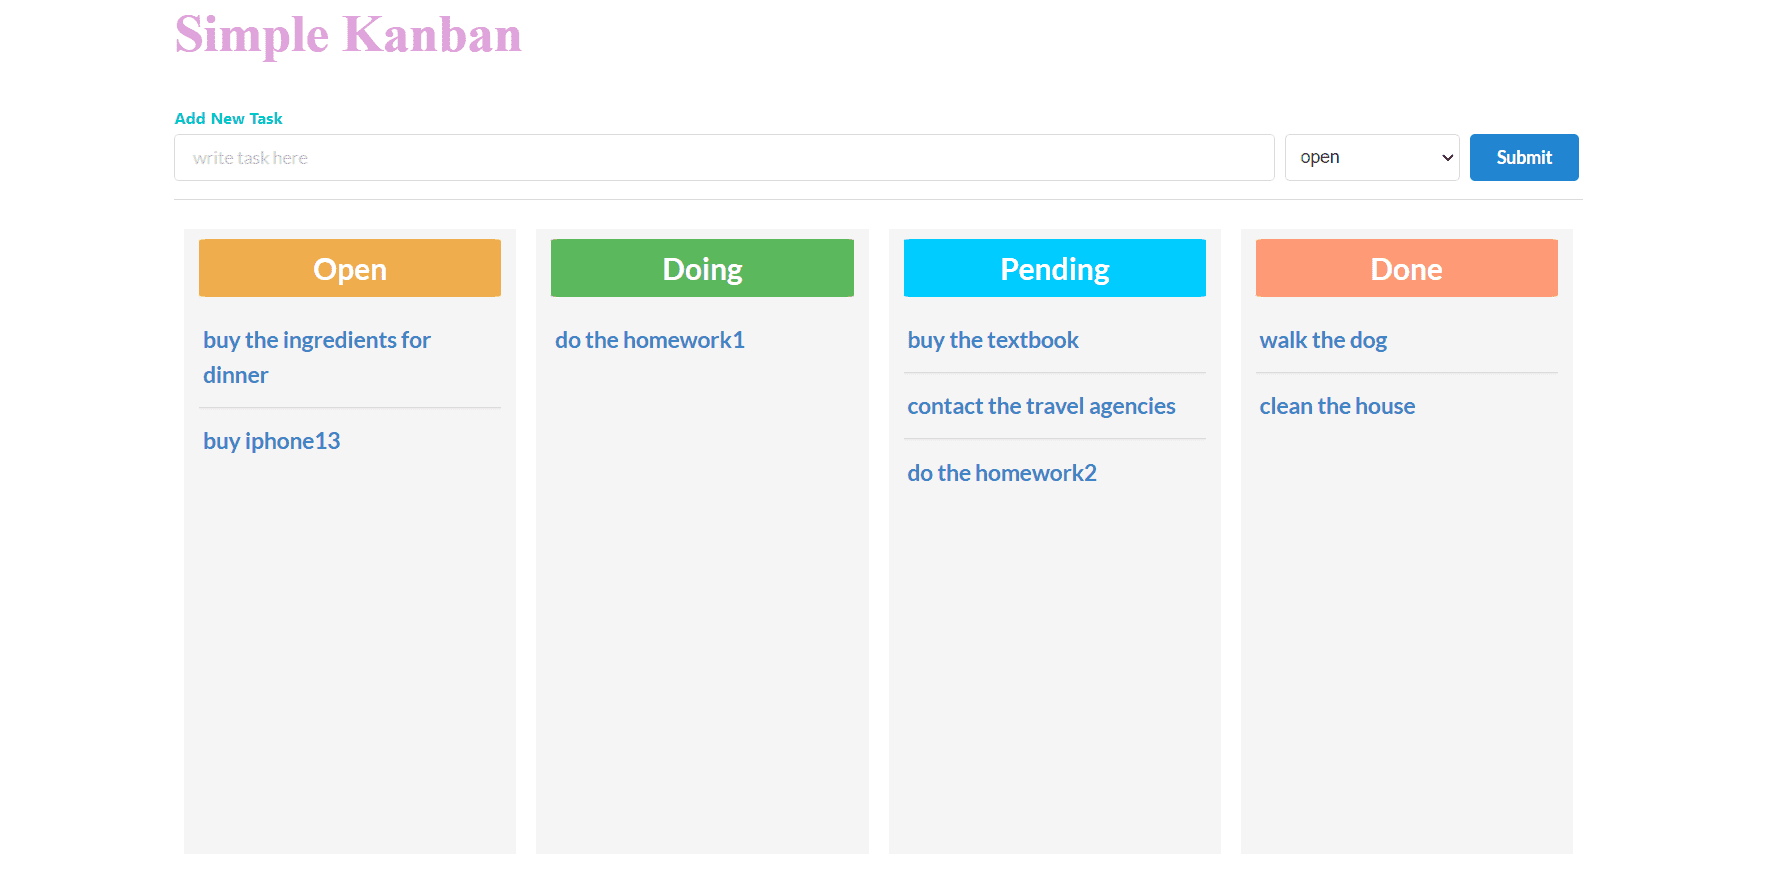 Simple Kanban
Add New Task
write task here
open
Submit
Open
buy the ingredients for
dinner
buy iphone13
Doing
do the homework1
Pending
buy the textbook
contact the travel agencies
do the homework2
Done
walk the dog
clean the house